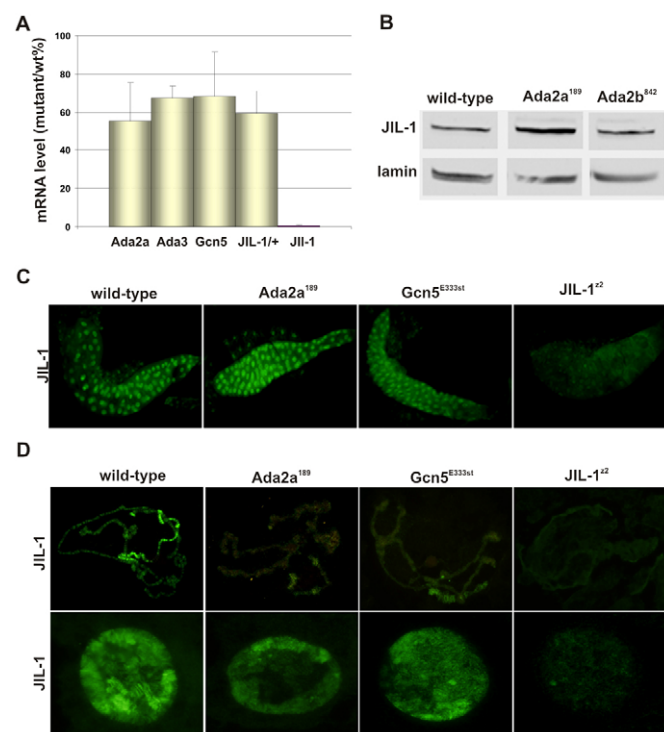 A
mRNA level (mutant/wt%)
100
80
60
40
20
0
Ada2a Ada3 Gcn5 JIL-1/+ JIl-1
B
wild-type Ada2a¹⁸⁹ Ada2b⁸⁴²
JIL-1
lamin
C
wild-type Ada2a¹⁸⁹ Gcn5ᴱ³³³ˢᵗ JIL-1ᶻ²
JIL-1
D
wild-type Ada2a¹⁸⁹ Gcn5ᴱ³³³ˢᵗ JIL-1ᶻ²
JIL-1
JIL-1